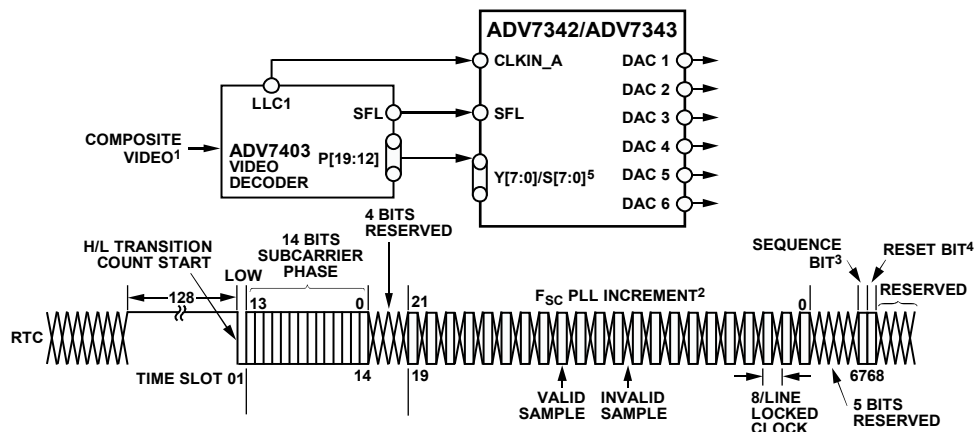 ADV7342/ADV7343
CLKIN_A
DAC 1
DAC 2
LLC1
SFL
SFL
DAC 3
COMPOSITE
VIDEO1
ADV7403
VIDEO
DECODER
P[19:12]
DAC 4
Y[7:0]/S[7:0]5
DAC 5
DAC 6
4 BITS
RESERVED
H/L TRANSITION
COUNT START
14 BITS
SUBCARRIER
PHASE
SEQUENCE
BIT3
RESET BIT4
LOW
RESERVED
128
13
0
21
FSC PLL INCREMENT2
0
RTC
TIME SLOT 01
14
19
6768
VALID
SAMPLE
INVALID
SAMPLE
8/LINE
LOCKED
CLOCK
5 BITS
RESERVED